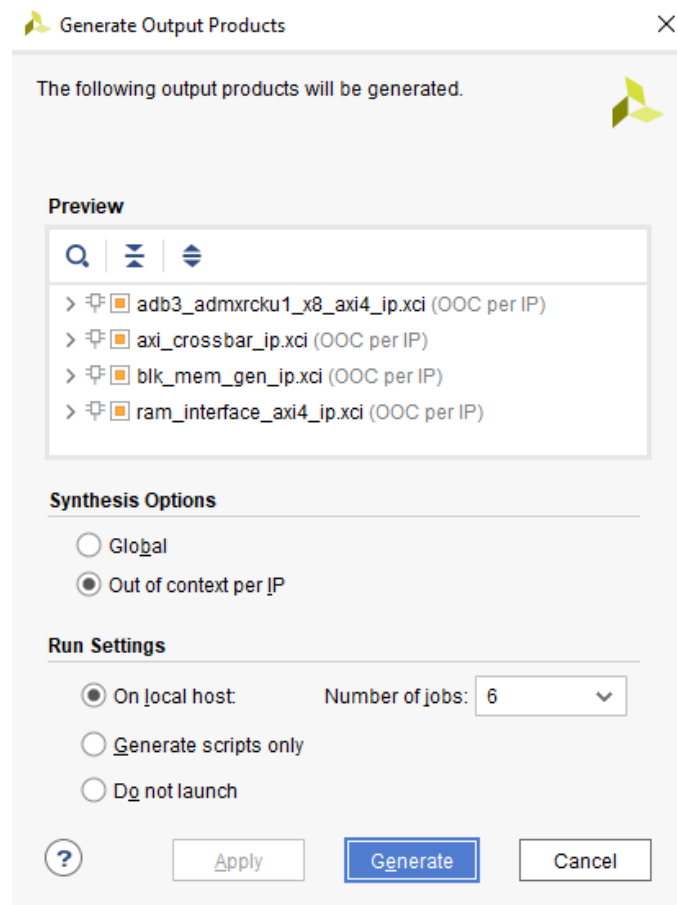 Generate Output Products
The following output products will be generated.
Preview
adb3_admxrcku1_x8_axi4_ip.xci (OOC per IP)
axi_crossbar_ip.xci (OOC per IP)
blk_mem_gen_ip.xci (OOC per IP)
ram_interface_axi4_ip.xci (OOC per IP)
Synthesis Options
Global
Out of context per IP
Run Settings
On local host: Number of jobs: 6
Generate scripts only
Do not launch
? Apply Generate Cancel